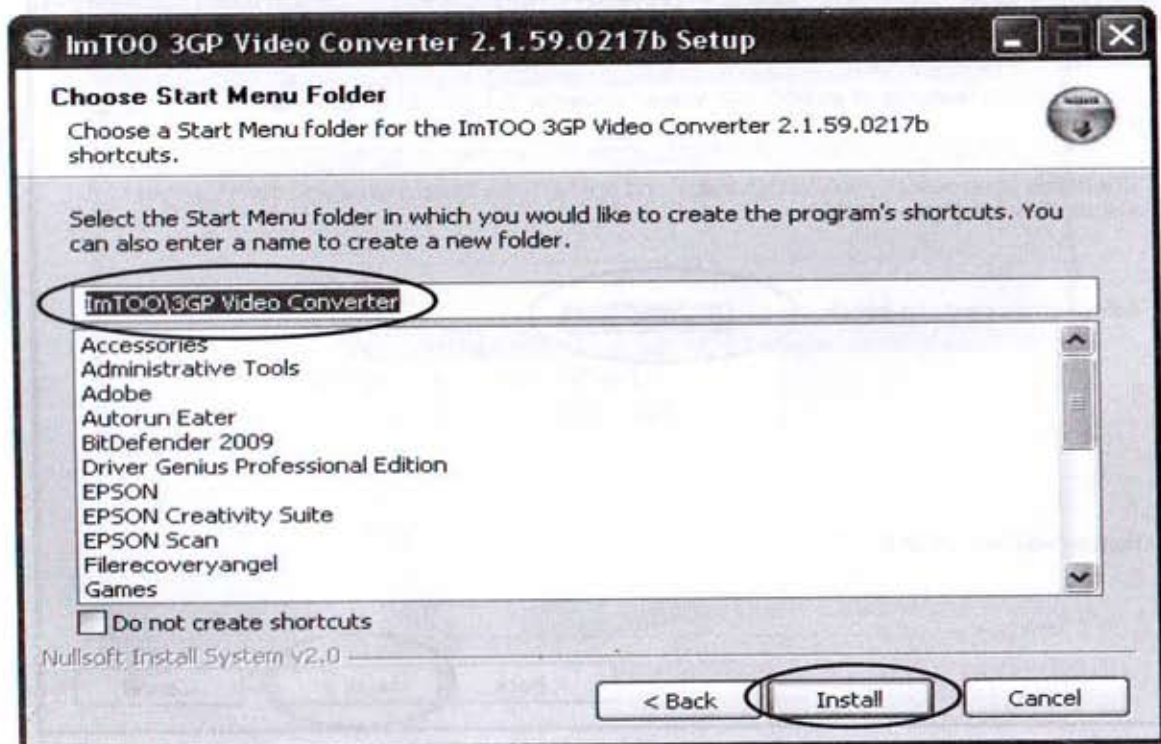 ImTOO 3GP Video Converter 2.1.59.0217b Setup
Choose Start Menu Folder
Choose a Start Menu folder for the ImTOO 3GP Video Converter 2.1.59.0217b
shortcuts.
Select the Start Menu folder in which you would like to create the program's shortcuts. You
can also enter a name to create a new folder.
ImTOO\3GP Video Converter
Accessories
Administrative Tools
Adobe
Autorun Eater
BitDefender 2009
Driver Genius Professional Edition
EPSON
EPSON Creativity Suite
EPSON Scan
Filerecoveryangel
Games
Do not create shortcuts
Nullsoft Install System v2.0
< Back Install Cancel